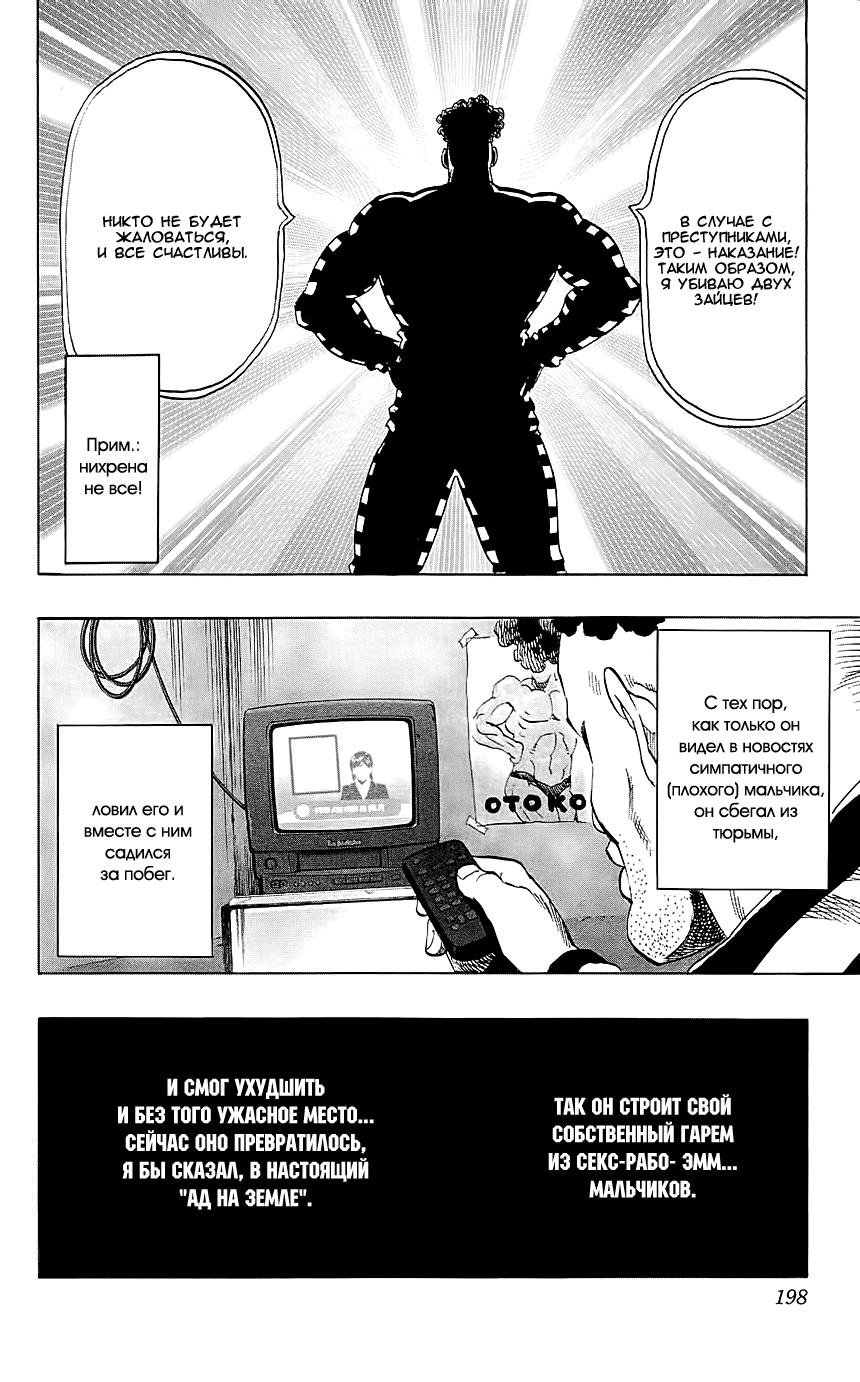 В СЛУЧАЕ С
ПРЕСТУПНИКАМИ,
ЭТО - НАКАЗАНИЕ!
ТАКИМ ОБРАЗОМ,
Я УБИВАЮ ДВУХ
ЗАЙЦЕВ!
НИКТО НЕ БУДЕТ
ЖАЛОВАТЬСЯ,
И ВСЕ СЧАСТЛИВЫ.
Прим.:
нихрена
не все!
С тех пор,
как только он
видел в новостях
симпатичного
(плохого) мальчика,
он сбегал из
тюрьмы,
OTOKO
ловил его и
вместе с ним
садился
за побег.
ТАК ОН СТРОИТ СВОЙ
СОБСТВЕННЫЙ ГАРЕМ
ИЗ СЕКС-РАБО- ЭММ...
МАЛЬЧИКОВ.
И СМОГ УХУДШИТЬ
И БЕЗ ТОГО УЖАСНОЕ МЕСТО...
СЕЙЧАС ОНО ПРЕВРАТИЛОСЬ,
Я БЫ СКАЗАЛ, В НАСТОЯЩИЙ
"АД НА ЗЕМЛЕ".
198